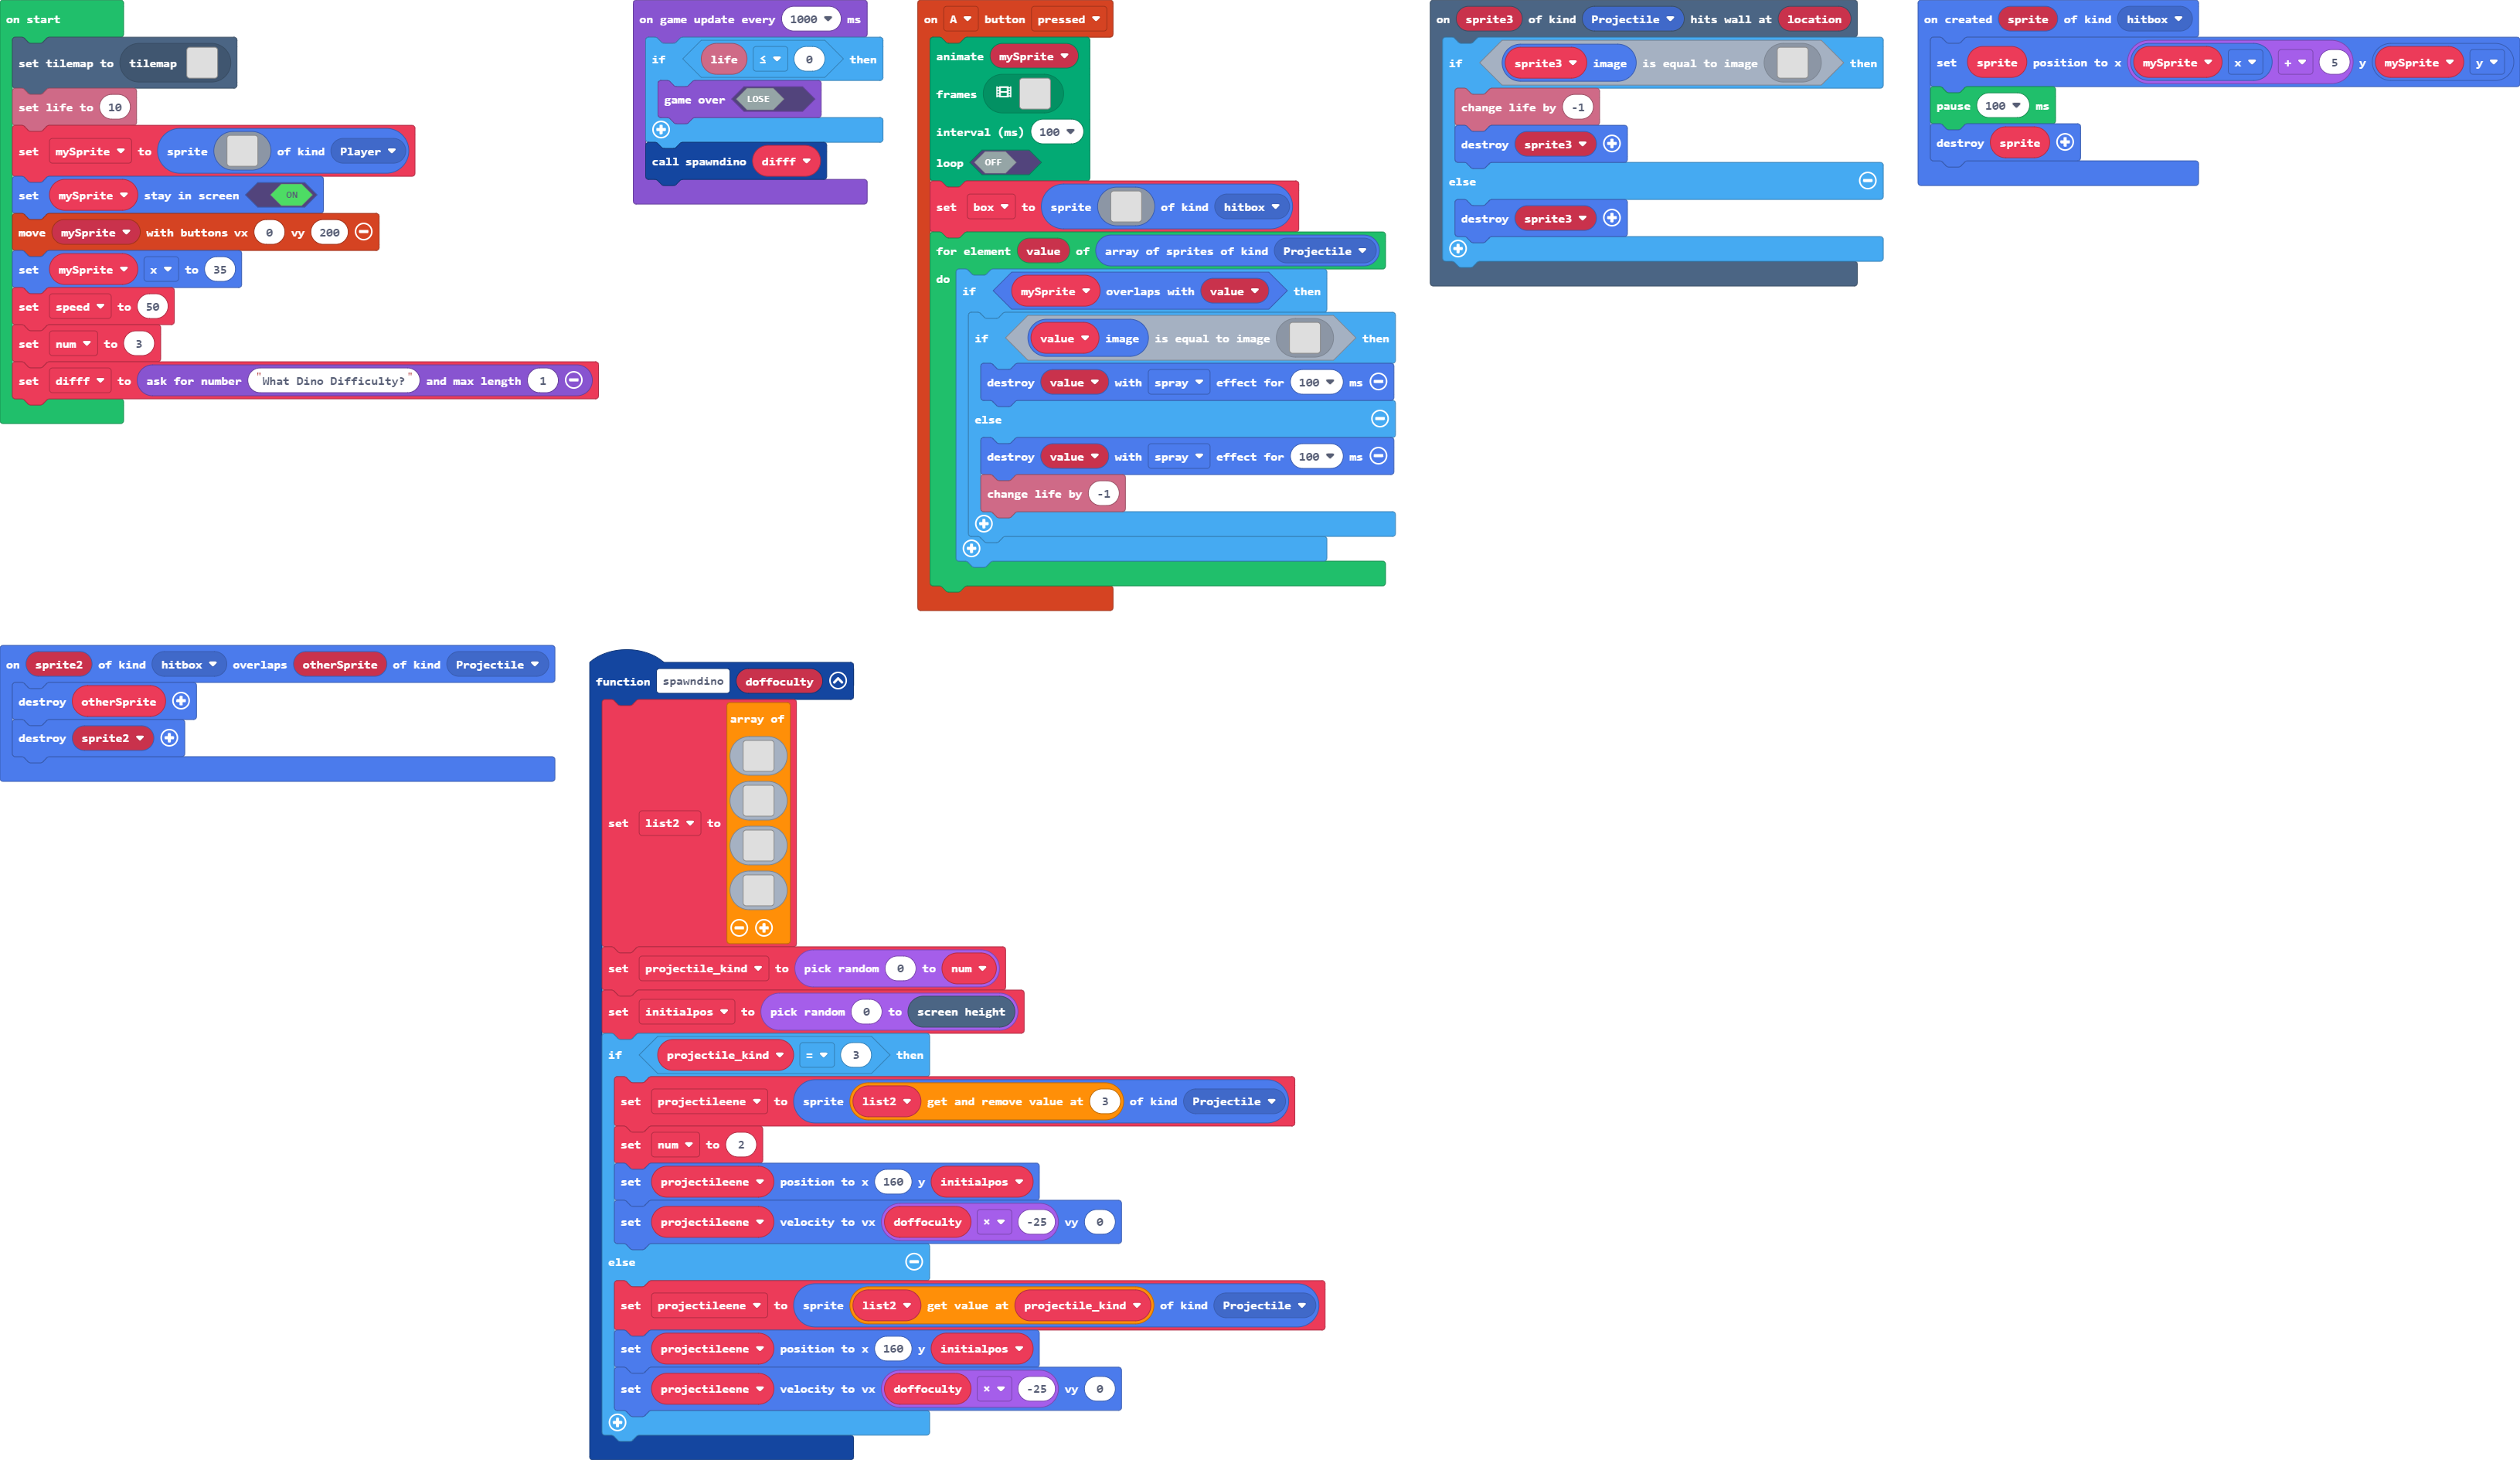 on start
set tilemap to tilemap
set life to 10
set mySprite to sprite of kind Player
set mySprite stay in screen ON
move mySprite with buttons vx 0 vy 200
set mySprite x to 35
set speed to 50
set num to 3
set difff to ask for number "What Dino Difficulty?" and max length 1
on game update every 1000 ms
if life ≤ 0 then
game over LOSE
call spawndino difff
on A button pressed
animate mySprite
frames
interval (ms) 100
loop OFF
set box to sprite of kind hitbox
for element value of array of sprites of kind Projectile
do
if mySprite overlaps with value then
if value image is equal to image then
destroy value with spray effect for 100 ms
else
destroy value with spray effect for 100 ms
change life by -1
on sprite3 of kind Projectile hits wall at location
if sprite3 image is equal to image then
change life by -1
destroy sprite3
else
destroy sprite3
on created sprite of kind hitbox
set sprite position to x mySprite x + 5 y mySprite y
pause 100 ms
destroy sprite
on sprite2 of kind hitbox overlaps otherSprite of kind Projectile
destroy otherSprite
destroy sprite2
function spawndino doffoculty
set list2 to array of
set projectile_kind to pick random 0 to num
set initialpos to pick random 0 to screen height
if projectile_kind = 3 then
set projectileene to sprite list2 get and remove value at 3 of kind Projectile
set num to 2
set projectileene position to x 160 y initialpos
set projectileene velocity to vx doffoculty × -25 vy 0
else
set projectileene to sprite list2 get value at projectile_kind of kind Projectile
set projectileene position to x 160 y initialpos
set projectileene velocity to vx doffoculty × -25 vy 0